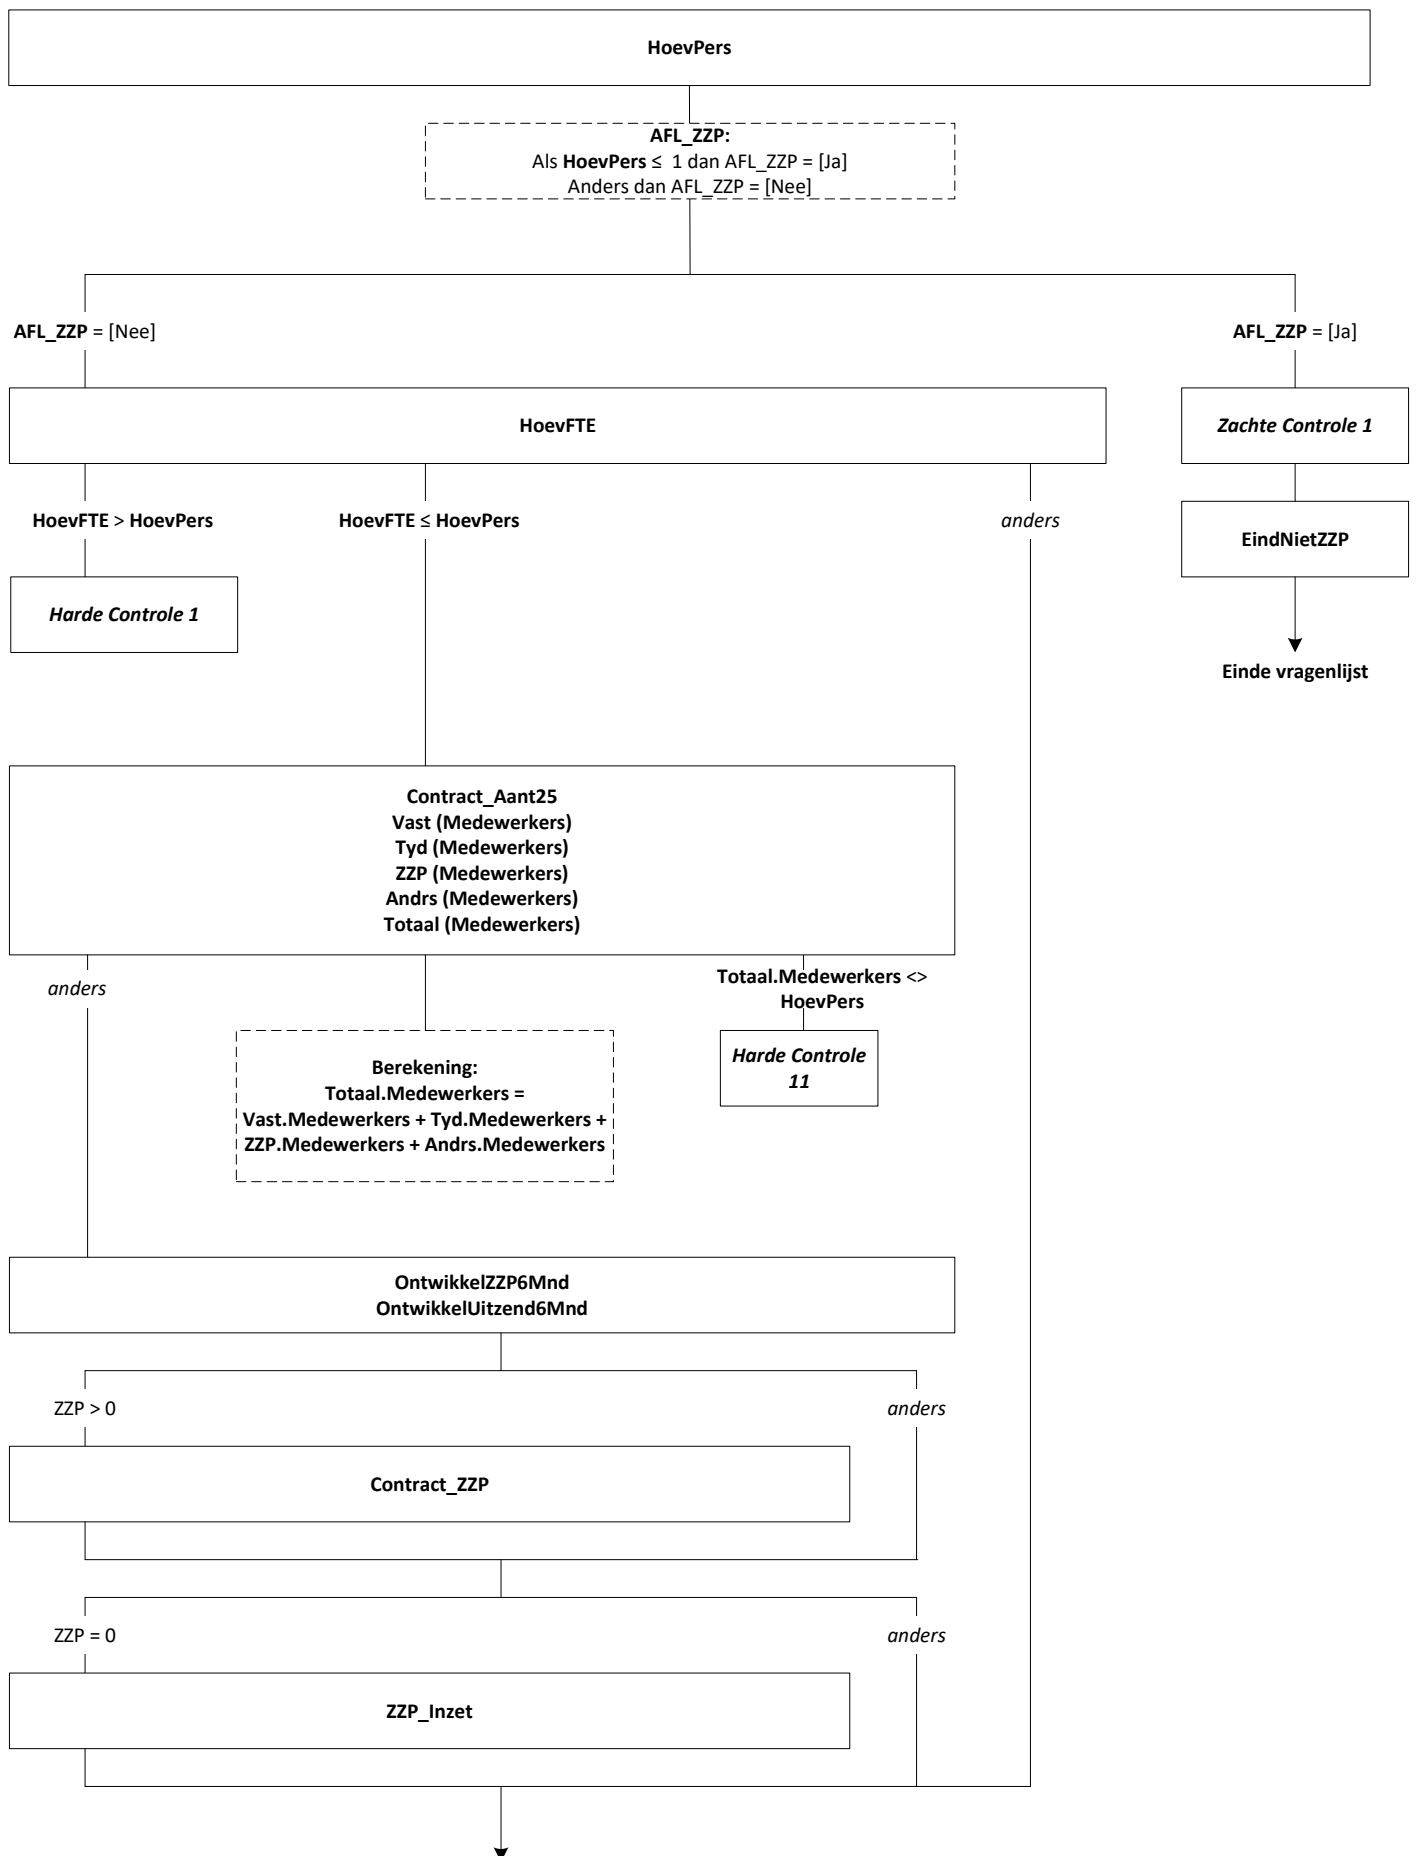 HoevPers
AFL_ZZP:
Als HoevPers ≤ 1 dan AFL_ZZP = [Ja]
Anders dan AFL_ZZP = [Nee]
AFL_ZZP = [Nee]
AFL_ZZP = [Ja]
HoevFTE
Zachte Controle 1
HoevFTE > HoevPers
HoevFTE ≤ HoevPers
anders
EindNietZZP
Harde Controle 1
Einde vragenlijst
Contract_Aant25
Vast (Medewerkers)
Tyd (Medewerkers)
ZZP (Medewerkers)
Andrs (Medewerkers)
Totaal (Medewerkers)
anders
Totaal.Medewerkers <>
HoevPers
Berekening:
Totaal.Medewerkers =
Vast.Medewerkers + Tyd.Medewerkers +
ZZP.Medewerkers + Andrs.Medewerkers
Harde Controle
11
OntwikkelZZP6Mnd
OntwikkelUitzend6Mnd
ZZP > 0
anders
Contract_ZZP
ZZP = 0
anders
ZZP_Inzet